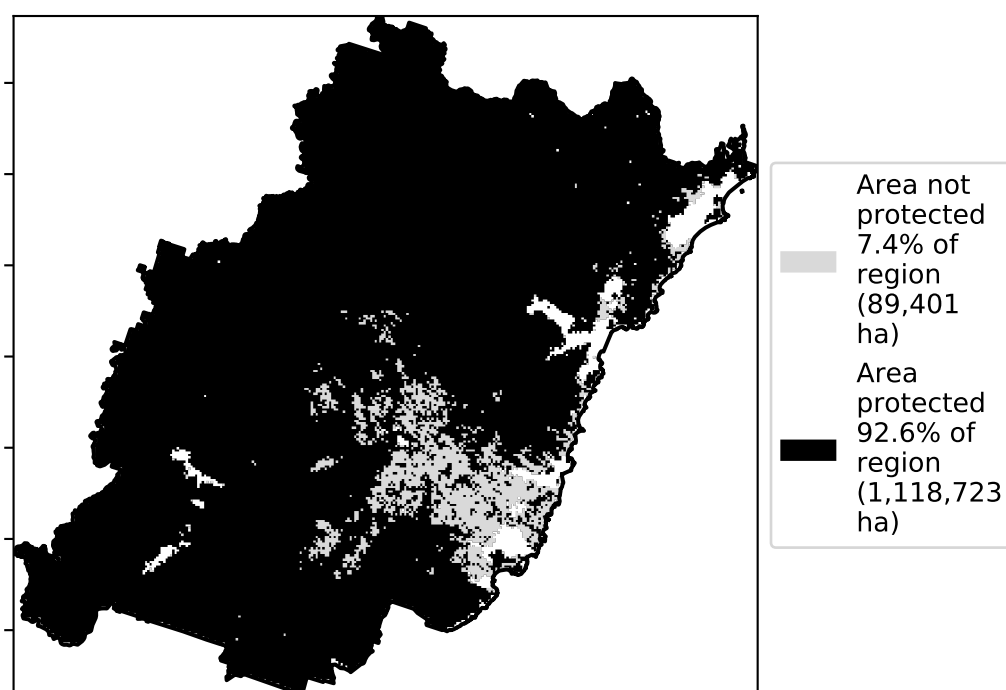 Area not
protected
7.4% of
region
(89,401
ha)
Area
protected
92.6% of
region
(1,118,723
ha)